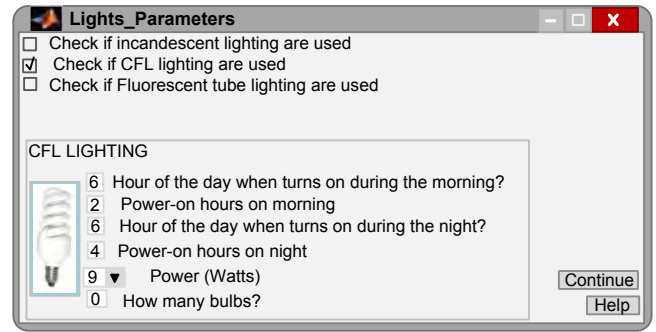 Lights_Parameters
Check if incandescent lighting are used
Check if CFL lighting are used
Check if Fluorescent tube lighting are used
CFL LIGHTING
6 Hour of the day when turns on during the morning?
2 Power-on hours on morning
6 Hour of the day when turns on during the night?
4 Power-on hours on night
9 Power (Watts)
0 How many bulbs?
Continue
Help